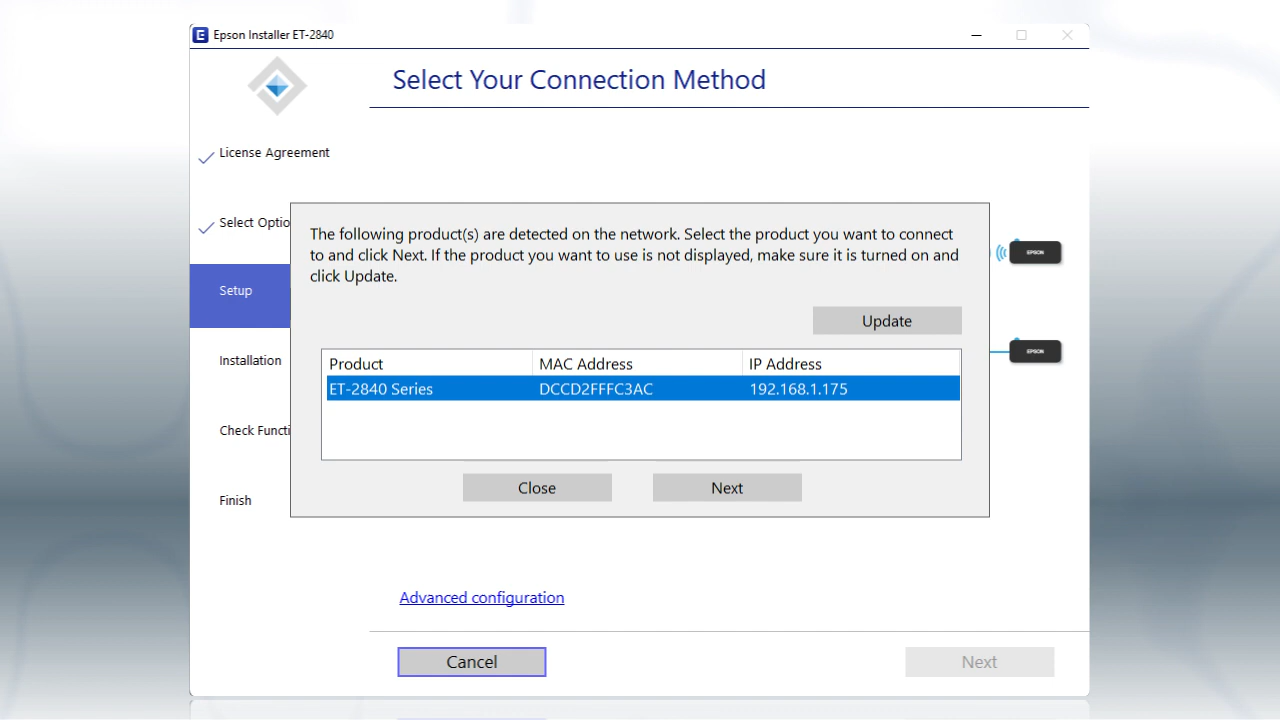 Epson Installer ET-2840
Select Your Connection Method
License Agreement
Select Optio
Setup
Installation
Check Functi
Finish
The following product(s) are detected on the network. Select the product you want to connect
to and click Next. If the product you want to use is not displayed, make sure it is turned on and
click Update.
Update
Product MAC Address IP Address
ET-2840 Series DCCD2FFFC3AC 192.168.1.175
Close Next
EPSON
EPSON
Advanced configuration
Cancel Next